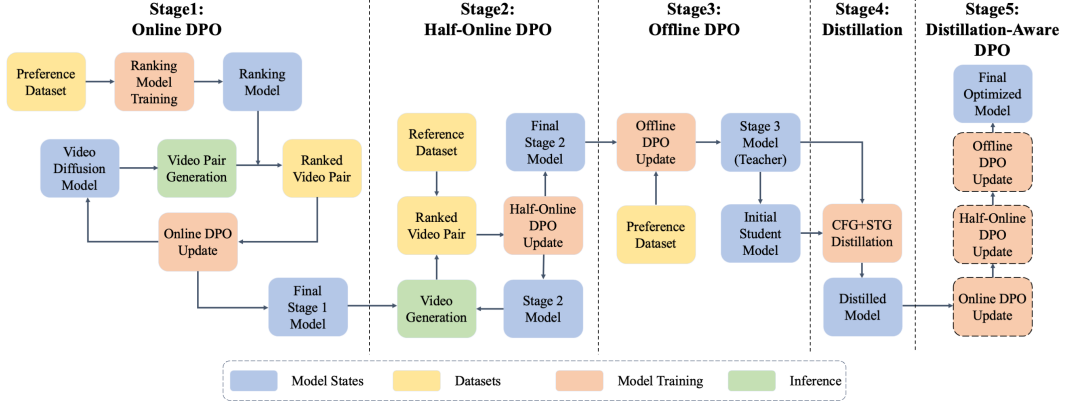 Stage1:
Online DPO
Preference
Dataset
Ranking
Model
Training
Ranking
Model
Video
Diffusion
Model
Video Pair
Generation
Ranked
Video Pair
Online DPO
Update
Final
Stage 1
Model
Stage2:
Half-Online DPO
Reference
Dataset
Final
Stage 2
Model
Ranked
Video Pair
Half-Online
DPO
Update
Video
Generation
Stage 2
Model
Stage3:
Offline DPO
Offline
DPO
Update
Stage 3
Model
(Teacher)
Preference
Dataset
Initial
Student
Model
Stage4:
Distillation
CFG+STG
Distillation
Distilled
Model
Stage5:
Distillation-Aware
DPO
Final
Optimized
Model
Offline
DPO
Update
Half-Online
DPO
Update
Online DPO
Update
Model States
Datasets
Model Training
Inference